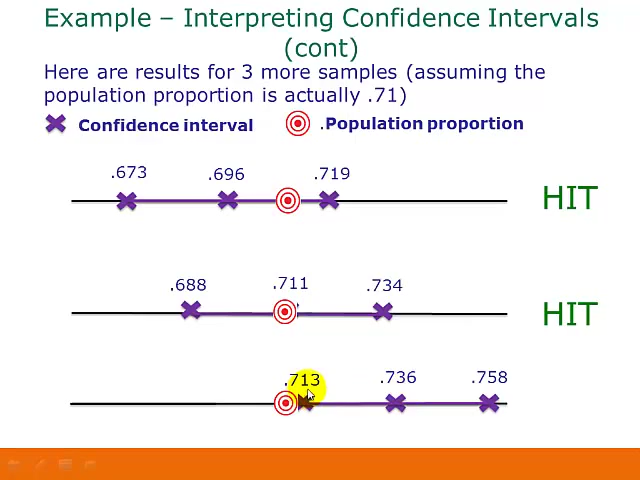 Example – Interpreting Confidence Intervals
(cont)
Here are results for 3 more samples (assuming the
population proportion is actually .71)
Confidence interval .Population proportion
.673 .696 .719
HIT
.688 .711 .734
HIT
.713 .736 .758